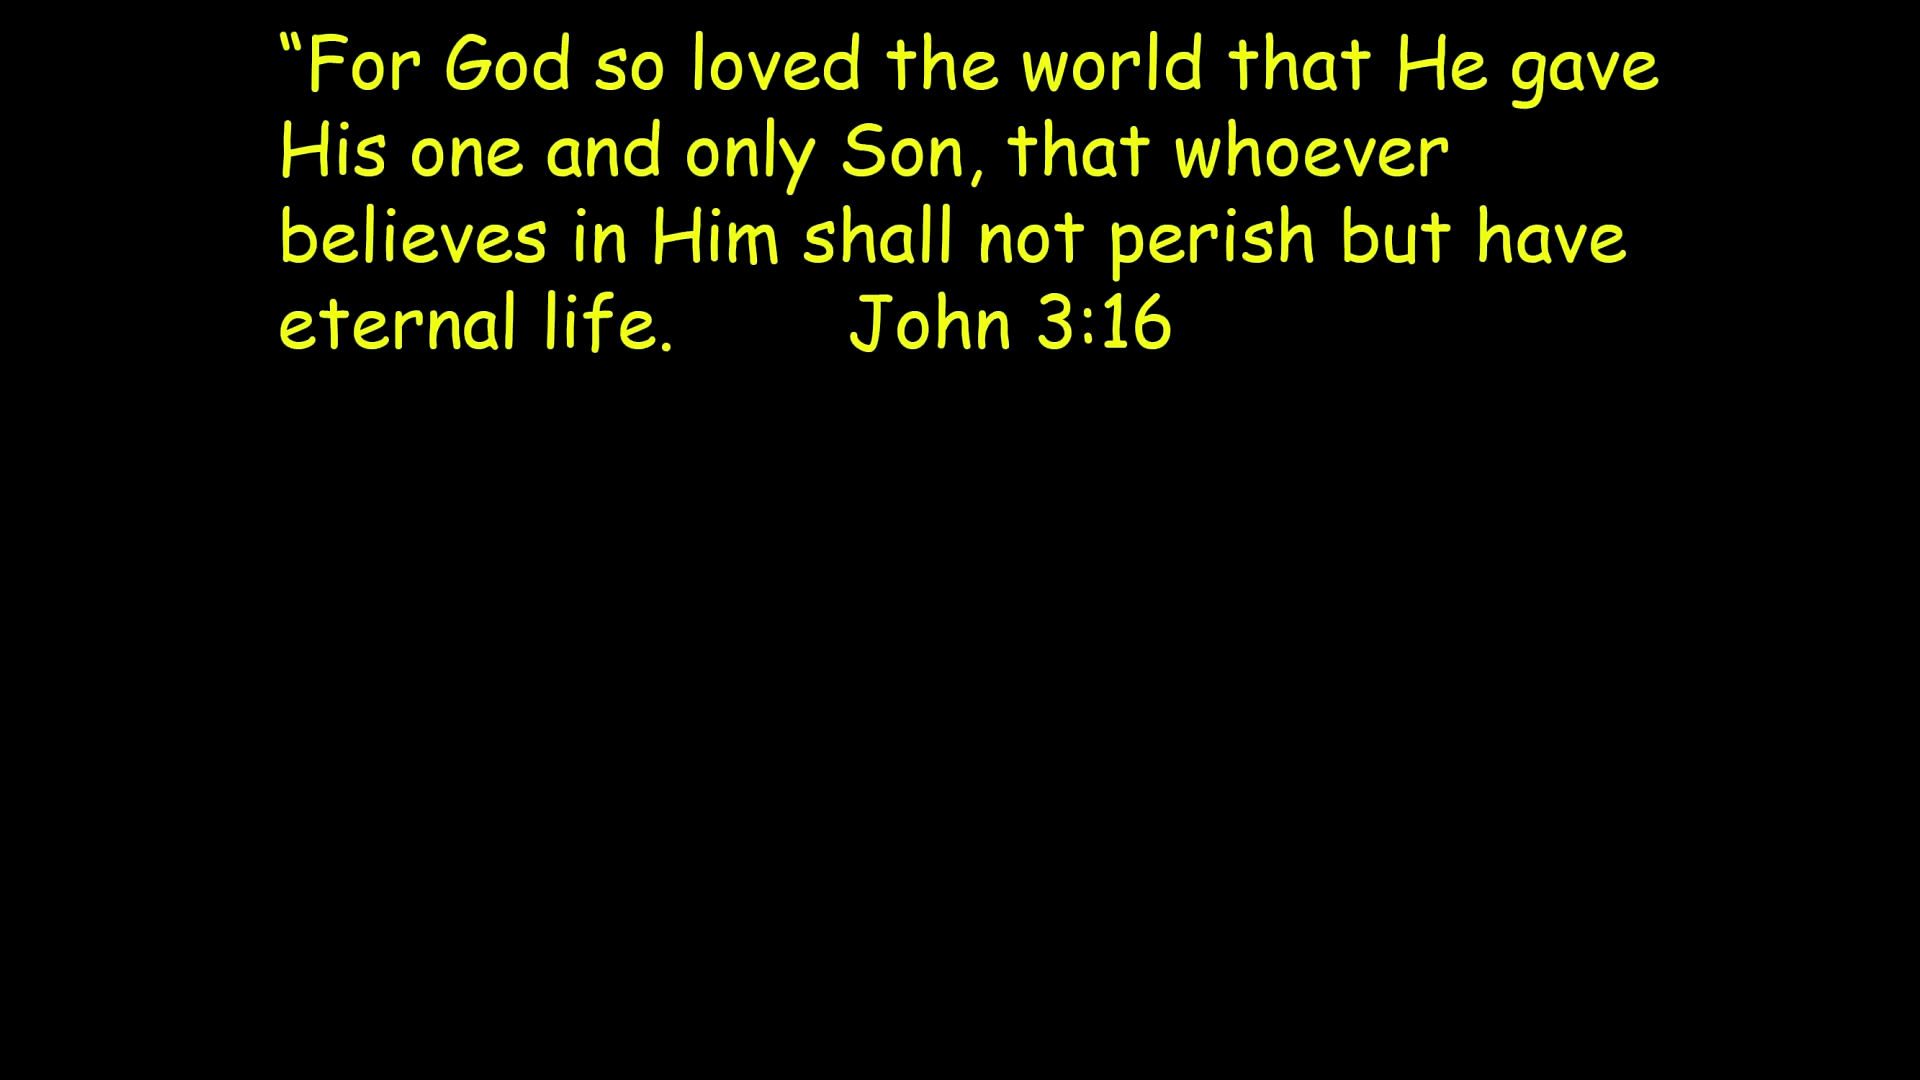 “For God so loved the world that He gave
His one and only Son, that whoever
believes in Him shall not perish but have
eternal life. John 3:16